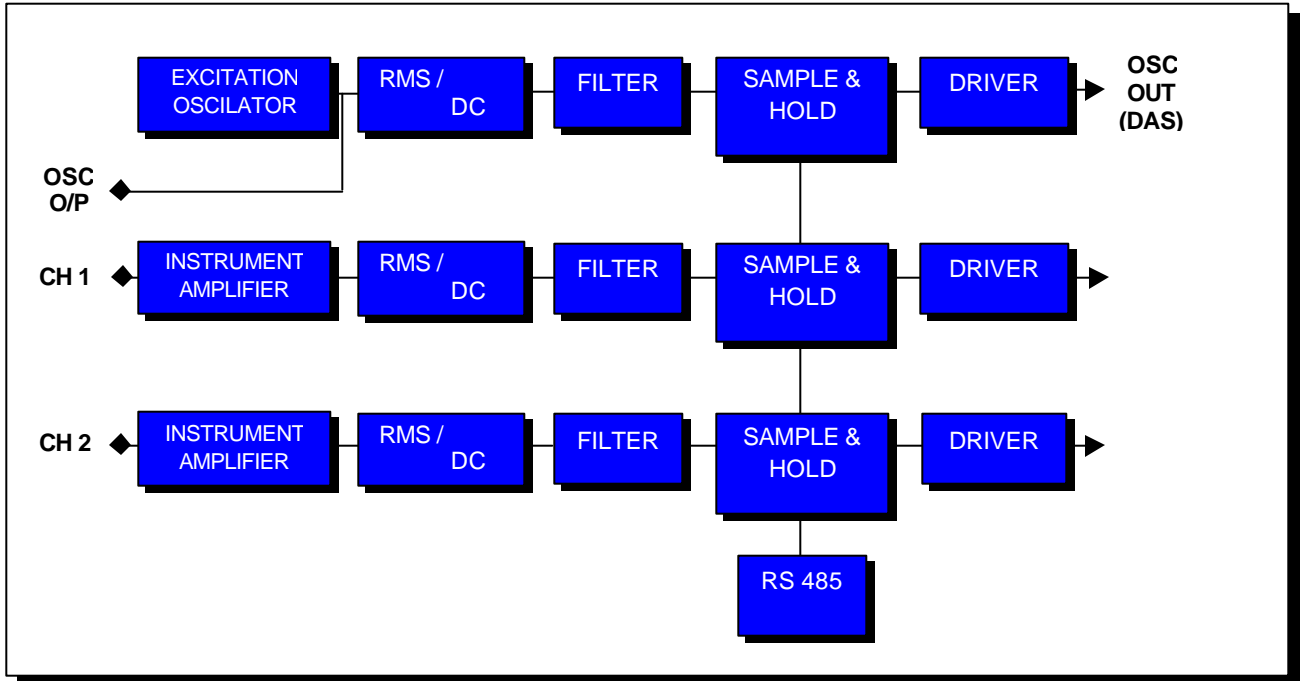 EXCITATION
OSCILATOR
RMS /
DC
FILTER
SAMPLE &
HOLD
DRIVER
OSC
OUT
(DAS)
OSC
O/P
CH 1
INSTRUMENT
AMPLIFIER
RMS /
DC
FILTER
SAMPLE &
HOLD
DRIVER
CH 2
INSTRUMENT
AMPLIFIER
RMS /
DC
FILTER
SAMPLE &
HOLD
DRIVER
RS 485